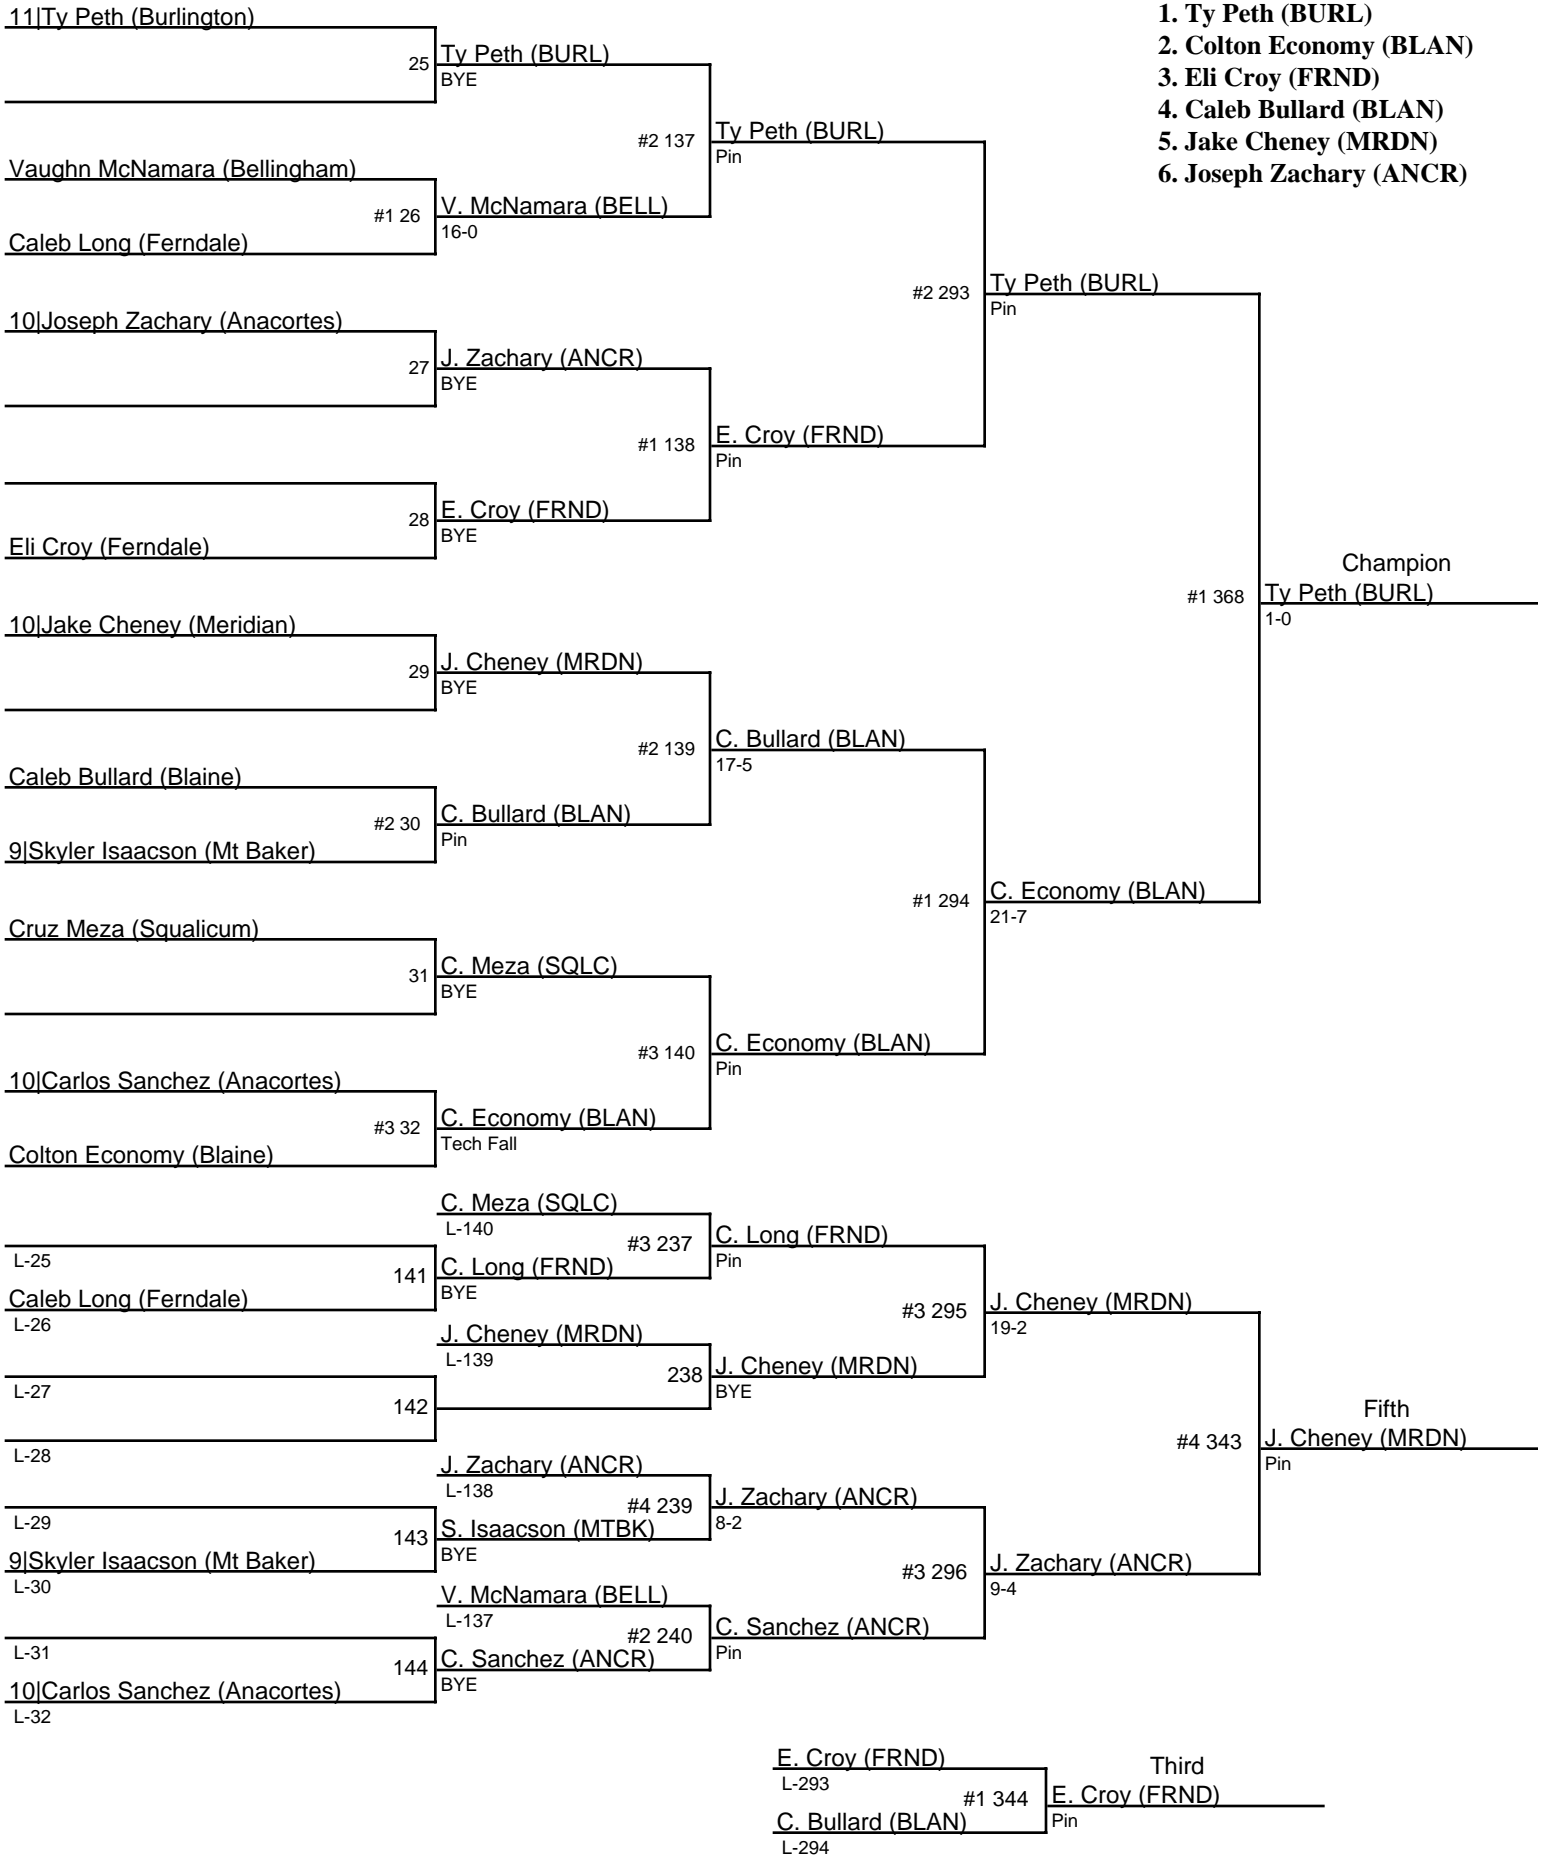 11|Ty Peth (Burlington)
25
Ty Peth (BURL)
BYE
#2 137
Ty Peth (BURL)
Pin
Vaughn McNamara (Bellingham)
#1 26
V. McNamara (BELL)
16-0
Caleb Long (Ferndale)
#2 293
Ty Peth (BURL)
Pin
10|Joseph Zachary (Anacortes)
27
J. Zachary (ANCR)
BYE
#1 138
E. Croy (FRND)
Pin
28
E. Croy (FRND)
BYE
Eli Croy (Ferndale)
1. Ty Peth (BURL)
2. Colton Economy (BLAN)
3. Eli Croy (FRND)
4. Caleb Bullard (BLAN)
5. Jake Cheney (MRDN)
6. Joseph Zachary (ANCR)
Champion
#1 368
Ty Peth (BURL)
1-0
10|Jake Cheney (Meridian)
29
J. Cheney (MRDN)
BYE
#2 139
C. Bullard (BLAN)
17-5
Caleb Bullard (Blaine)
#2 30
C. Bullard (BLAN)
Pin
9|Skyler Isaacson (Mt Baker)
#1 294
C. Economy (BLAN)
21-7
Cruz Meza (Squalicum)
31
C. Meza (SQLC)
BYE
#3 140
C. Economy (BLAN)
Pin
10|Carlos Sanchez (Anacortes)
#3 32
C. Economy (BLAN)
Tech Fall
Colton Economy (Blaine)
C. Meza (SQLC)
L-140
#3 237
C. Long (FRND)
Pin
L-25
141
C. Long (FRND)
BYE
Caleb Long (Ferndale)
L-26
#3 295
J. Cheney (MRDN)
19-2
J. Cheney (MRDN)
L-139
238
J. Cheney (MRDN)
BYE
L-27
142
L-28
Fifth
#4 343
J. Cheney (MRDN)
Pin
J. Zachary (ANCR)
L-138
#4 239
J. Zachary (ANCR)
8-2
L-29
143
S. Isaacson (MTBK)
BYE
9|Skyler Isaacson (Mt Baker)
L-30
#3 296
J. Zachary (ANCR)
9-4
V. McNamara (BELL)
L-137
#2 240
C. Sanchez (ANCR)
Pin
L-31
144
C. Sanchez (ANCR)
BYE
10|Carlos Sanchez (Anacortes)
L-32
E. Croy (FRND)
L-293
#1 344
Third
E. Croy (FRND)
Pin
C. Bullard (BLAN)
L-294